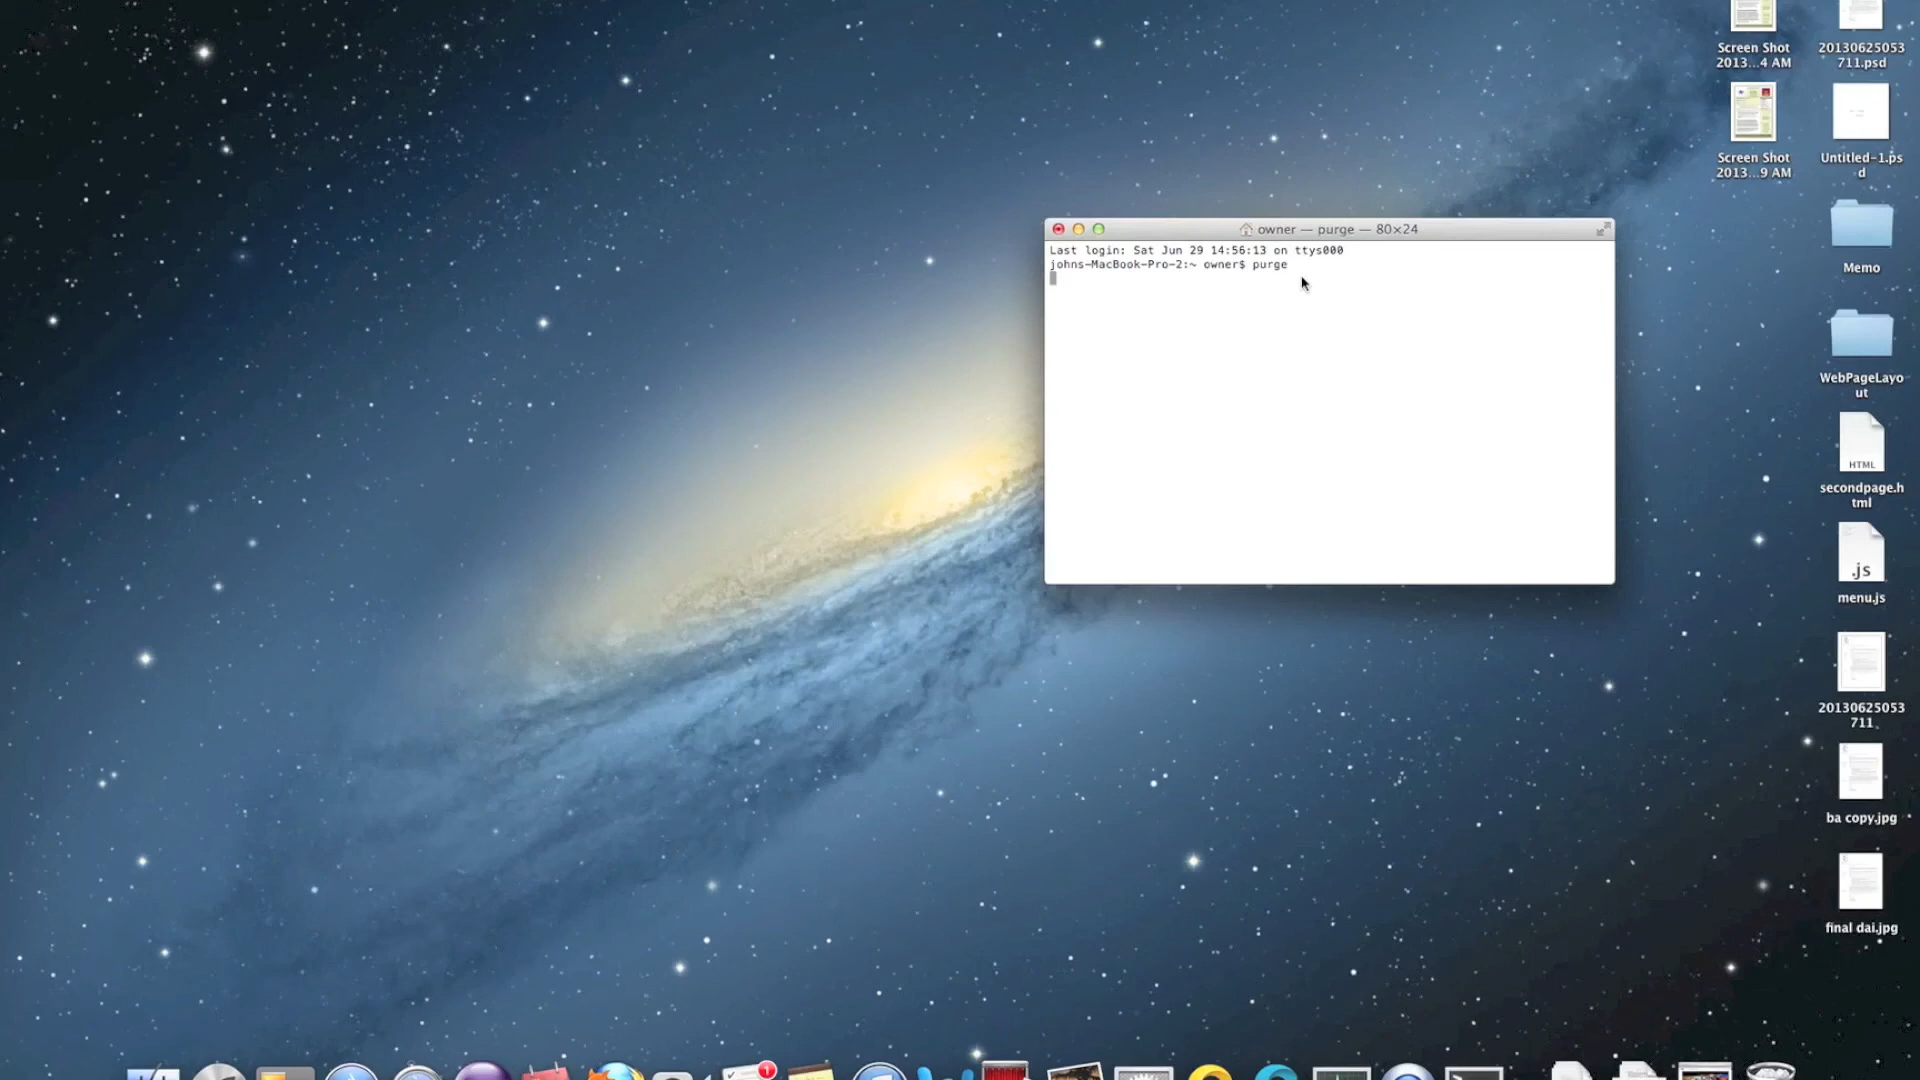 Screen Shot
2013...4 AM
20130625053
711.psd
Screen Shot
2013...9 AM
Untitled-1.ps
d
owner — purge — 80×24
Last login: Sat Jun 29 14:56:13 on ttys000
johns-MacBook-Pro-2:~ owner$ purge
Memo
WebPageLayo
ut
HTML
secondpage.h
tml
.js
menu.js
20130625053
711
ba copy.jpg
final dai.jpg
1